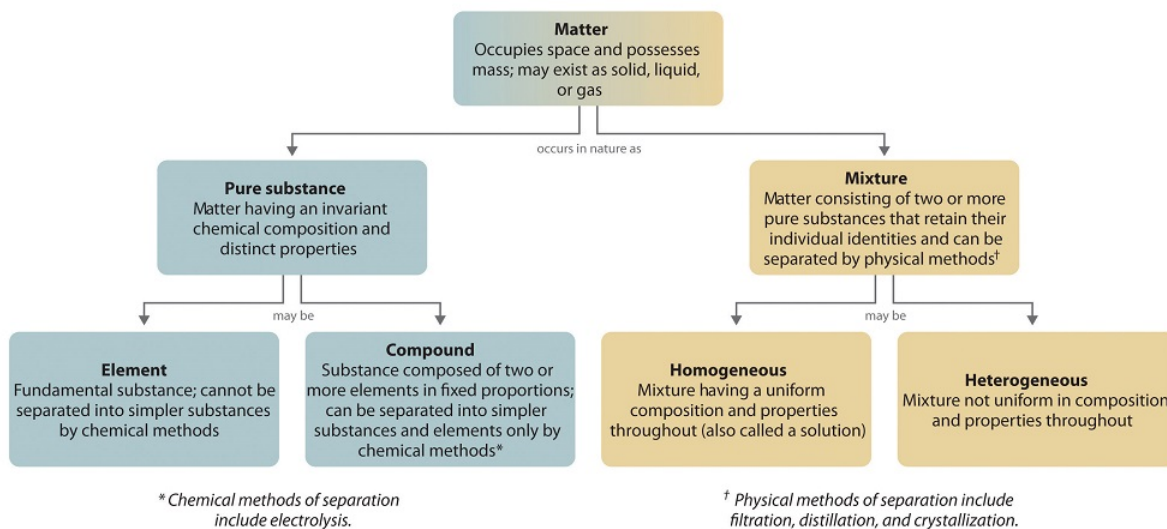 Matter
Occupies space and possesses
mass; may exist as solid, liquid,
or gas
occurs in nature as
Pure substance
Matter having an invariant
chemical composition and
distinct properties
Mixture
Matter consisting of two or more
pure substances that retain their
individual identities and can be
separated by physical methods†
may be
may be
Element
Fundamental substance; cannot be
separated into simpler substances
by chemical methods
Compound
Substance composed of two or
more elements in fixed proportions;
can be separated into simpler
substances and elements only by
chemical methods*
Homogeneous
Mixture having a uniform
composition and properties
throughout (also called a solution)
Heterogeneous
Mixture not uniform in composition
and properties throughout
* Chemical methods of separation
include electrolysis.
† Physical methods of separation include
filtration, distillation, and crystallization.